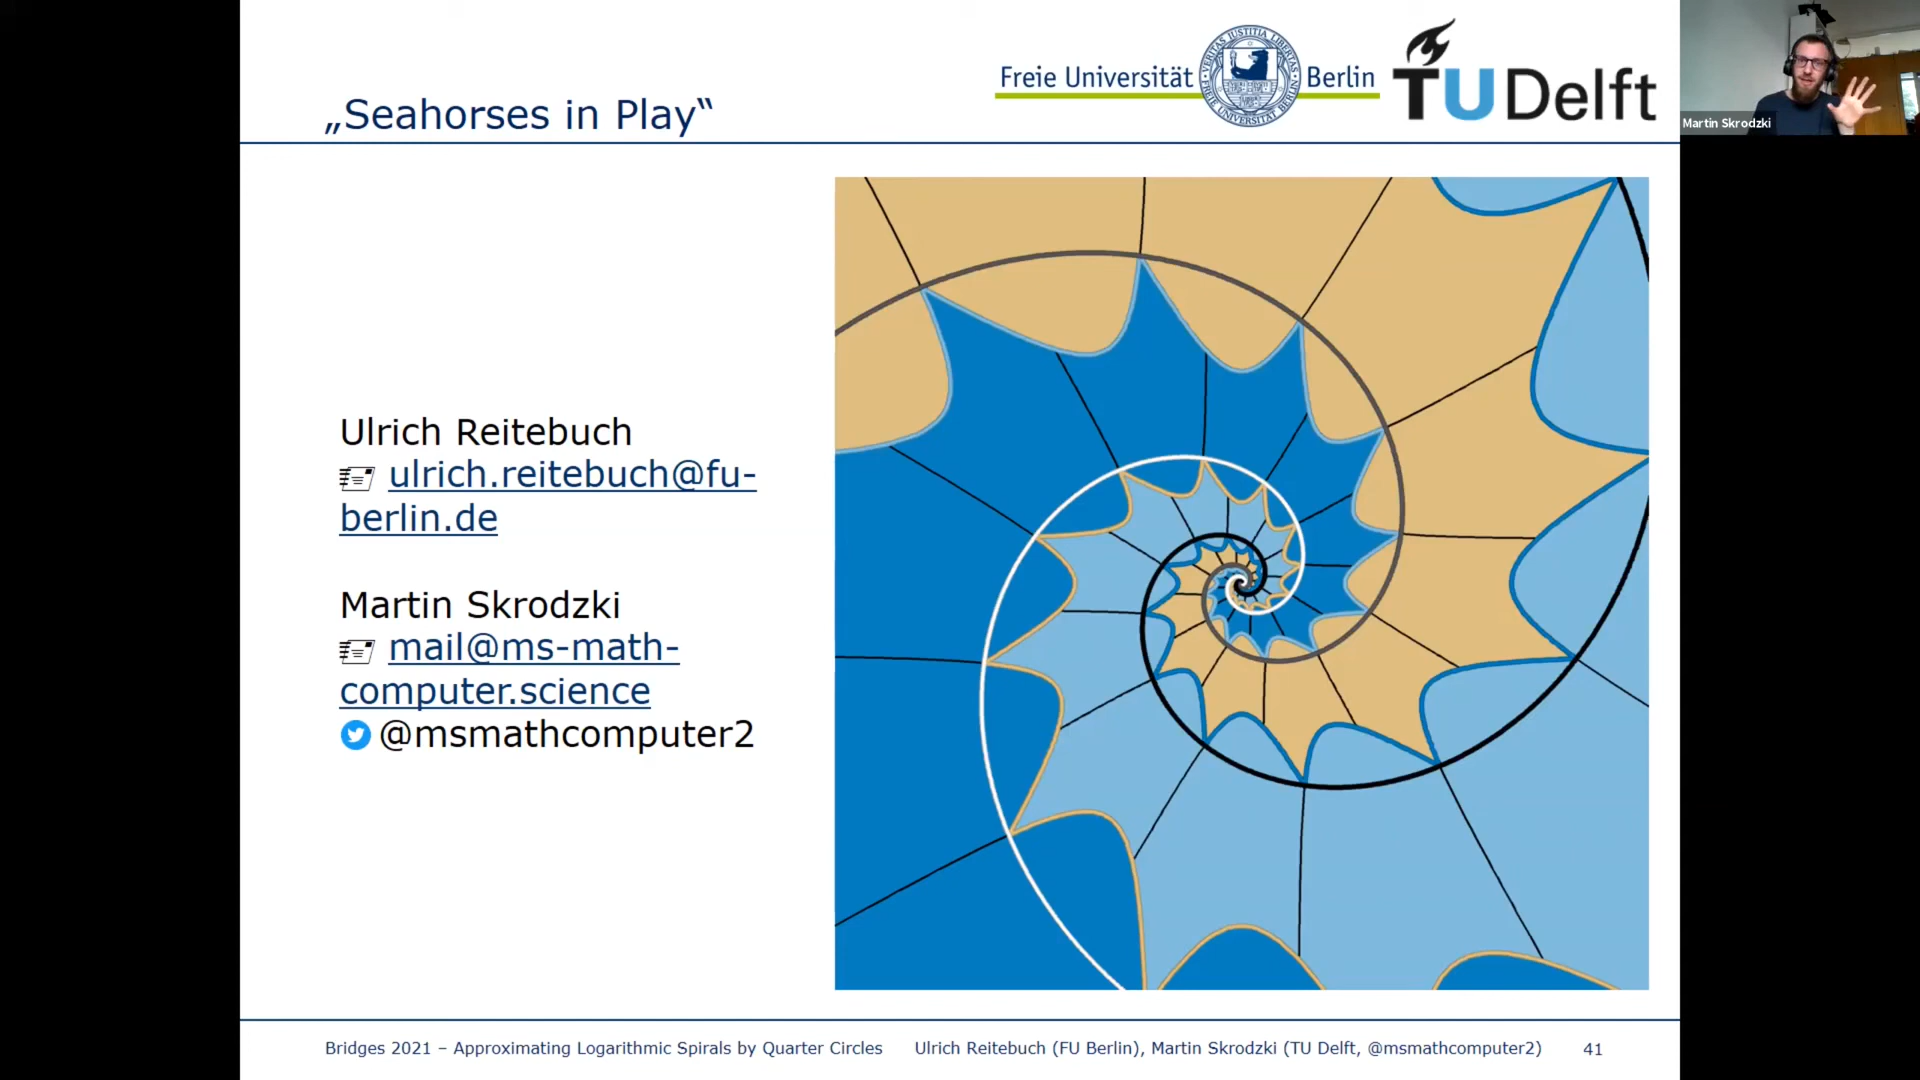 „Seahorses in Play“
Freie Universität Berlin
TU Delft
Martin Skrodzki
Ulrich Reitebuch
ulrich.reitebuch@fu-
berlin.de
Martin Skrodzki
mail@ms-math-
computer.science
@msmathcomputer2
Bridges 2021 – Approximating Logarithmic Spirals by Quarter Circles
Ulrich Reitebuch (FU Berlin), Martin Skrodzki (TU Delft, @msmathcomputer2)
41